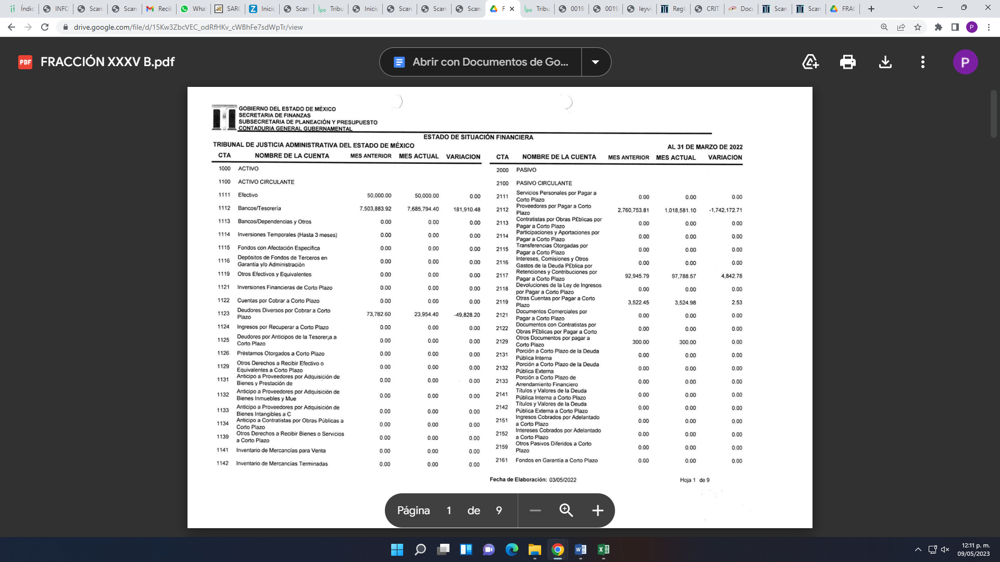 Índic
INFO
Scan
Scan
Recib
What
SARC
Inicio
Scan
Tribu
Inicio
Scan
Scan
Scan
F
Tribu
0019
0019
leyvi
Regla
CRIT
Docu
Scan
Scan
FRAC
drive.google.com/file/d/15Kw3ZbcVEC_odRfHKv_cWBhFe7sdWpTr/view
P
PDF FRACCIÓN XXXV B.pdf
Abrir con Documentos de Go...
P
GOBIERNO DEL ESTADO DE MÉXICO
SECRETARIA DE FINANZAS
SUBSECRETARIA DE PLANEACIÓN Y PRESUPUESTO
CONTADURIA GENERAL GUBERNAMENTAL
ESTADO DE SITUACIÓN FINANCIERA
TRIBUNAL DE JUSTICIA ADMINISTRATIVA DEL ESTADO DE MÉXICO
AL 31 DE MARZO DE 2022
CTA NOMBRE DE LA CUENTA MES ANTERIOR MES ACTUAL VARIACION
1000 ACTIVO
1100 ACTIVO CIRCULANTE
1111 Efectivo 50,000.00 50,000.00 0.00
1112 Bancos/Tesorería 7,503,883.92 7,685,794.40 181,910.48
1113 Bancos/Dependencias y Otros 0.00 0.00 0.00
1114 Inversiones Temporales (Hasta 3 meses) 0.00 0.00 0.00
1115 Fondos con Afectación Específica 0.00 0.00 0.00
1116 Depósitos de Fondos de Terceros en
Garantía y/o Administración 0.00 0.00 0.00
1119 Otros Efectivos y Equivalentes 0.00 0.00 0.00
1121 Inversiones Financieras de Corto Plazo 0.00 0.00 0.00
1122 Cuentas por Cobrar a Corto Plazo 0.00 0.00 0.00
1123 Deudores Diversos por Cobrar a Corto
Plazo 73,782.60 23,954.40 -49,828.20
1124 Ingresos por Recuperar a Corto Plazo 0.00 0.00 0.00
1125 Deudores por Anticipos de la Tesorer¡a a
Corto Plazo 0.00 0.00 0.00
1126 Préstamos Otorgados a Corto Plazo 0.00 0.00 0.00
1129 Otros Derechos a Recibir Efectivo o
Equivalentes a Corto Plazo 0.00 0.00 0.00
1131 Anticipo a Proveedores por Adquisición de
Bienes y Prestación de 0.00 0.00 0.00
1132 Anticipo a Proveedores por Adquisición de
Bienes Inmuebles y Mue 0.00 0.00 0.00
1133 Anticipo a Proveedores por Adquisición de
Bienes Intangibles a C 0.00 0.00 0.00
1134 Anticipo a Contratistas por Obras Públicas a
Corto Plazo 0.00 0.00 0.00
1139 Otros Derechos a Recibir Bienes o Servicios
a Corto Plazo 0.00 0.00 0.00
1141 Inventario de Mercancías para Venta 0.00 0.00 0.00
1142 Inventario de Mercancías Terminadas 0.00 0.00 0.00
CTA NOMBRE DE LA CUENTA MES ANTERIOR MES ACTUAL VARIACION
2000 PASIVO
2100 PASIVO CIRCULANTE
2111 Servicios Personales por Pagar a
Corto Plazo 0.00 0.00 0.00
2112 Proveedores por Pagar a Corto
Plazo 2,760,753.81 1,018,581.10 -1,742,172.71
2113 Contratistas por Obras P£blicas por
Pagar a Corto Plazo 0.00 0.00 0.00
2114 Participaciones y Aportaciones por
Pagar a Corto Plazo 0.00 0.00 0.00
2115 Transferencias Otorgadas por
Pagar a Corto Plazo 0.00 0.00 0.00
2116 Intereses, Comisiones y Otros
Gastos de la Deuda P£blica por 0.00 0.00 0.00
2117 Retenciones y Contribuciones por
Pagar a Corto Plazo 92,945.79 97,788.57 4,842.78
2118 Devoluciones de la Ley de Ingresos
por Pagar a Corto Plazo 0.00 0.00 0.00
2119 Otras Cuentas por Pagar a Corto
Plazo 3,522.45 3,524.98 2.53
2121 Documentos Comerciales por
Pagar a Corto Plazo 0.00 0.00 0.00
2122 Documentos con Contratistas por
Obras P£blicas por Pagar a Corto 0.00 0.00 0.00
2129 Otros Documentos por pagar a
Corto Plazo 300.00 300.00 0.00
2131 Porción a Corto Plazo de la Deuda
Pública Interna 0.00 0.00 0.00
2132 Porción a Corto Plazo de la Deuda
Pública Externa 0.00 0.00 0.00
2133 Porción a Corto Plazo de
Arrendamiento Financiero 0.00 0.00 0.00
2141 Títulos y Valores de la Deuda
Pública Interna a Corto Plazo 0.00 0.00 0.00
2142 Títulos y Valores de la Deuda
Pública Externa a Corto Plazo 0.00 0.00 0.00
2151 Ingresos Cobrados por Adelantado
a Corto Plazo 0.00 0.00 0.00
2152 Intereses Cobrados por Adelantado
a Corto Plazo 0.00 0.00 0.00
2159 Otros Pasivos Diferidos a Corto
Plazo 0.00 0.00 0.00
2161 Fondos en Garantía a Corto Plazo 0.00 0.00 0.00
Fecha de Elaboración: 03/05/2022
Hoja 1 de 9
Página 1 de 9
12:11 p. m.
09/05/2023